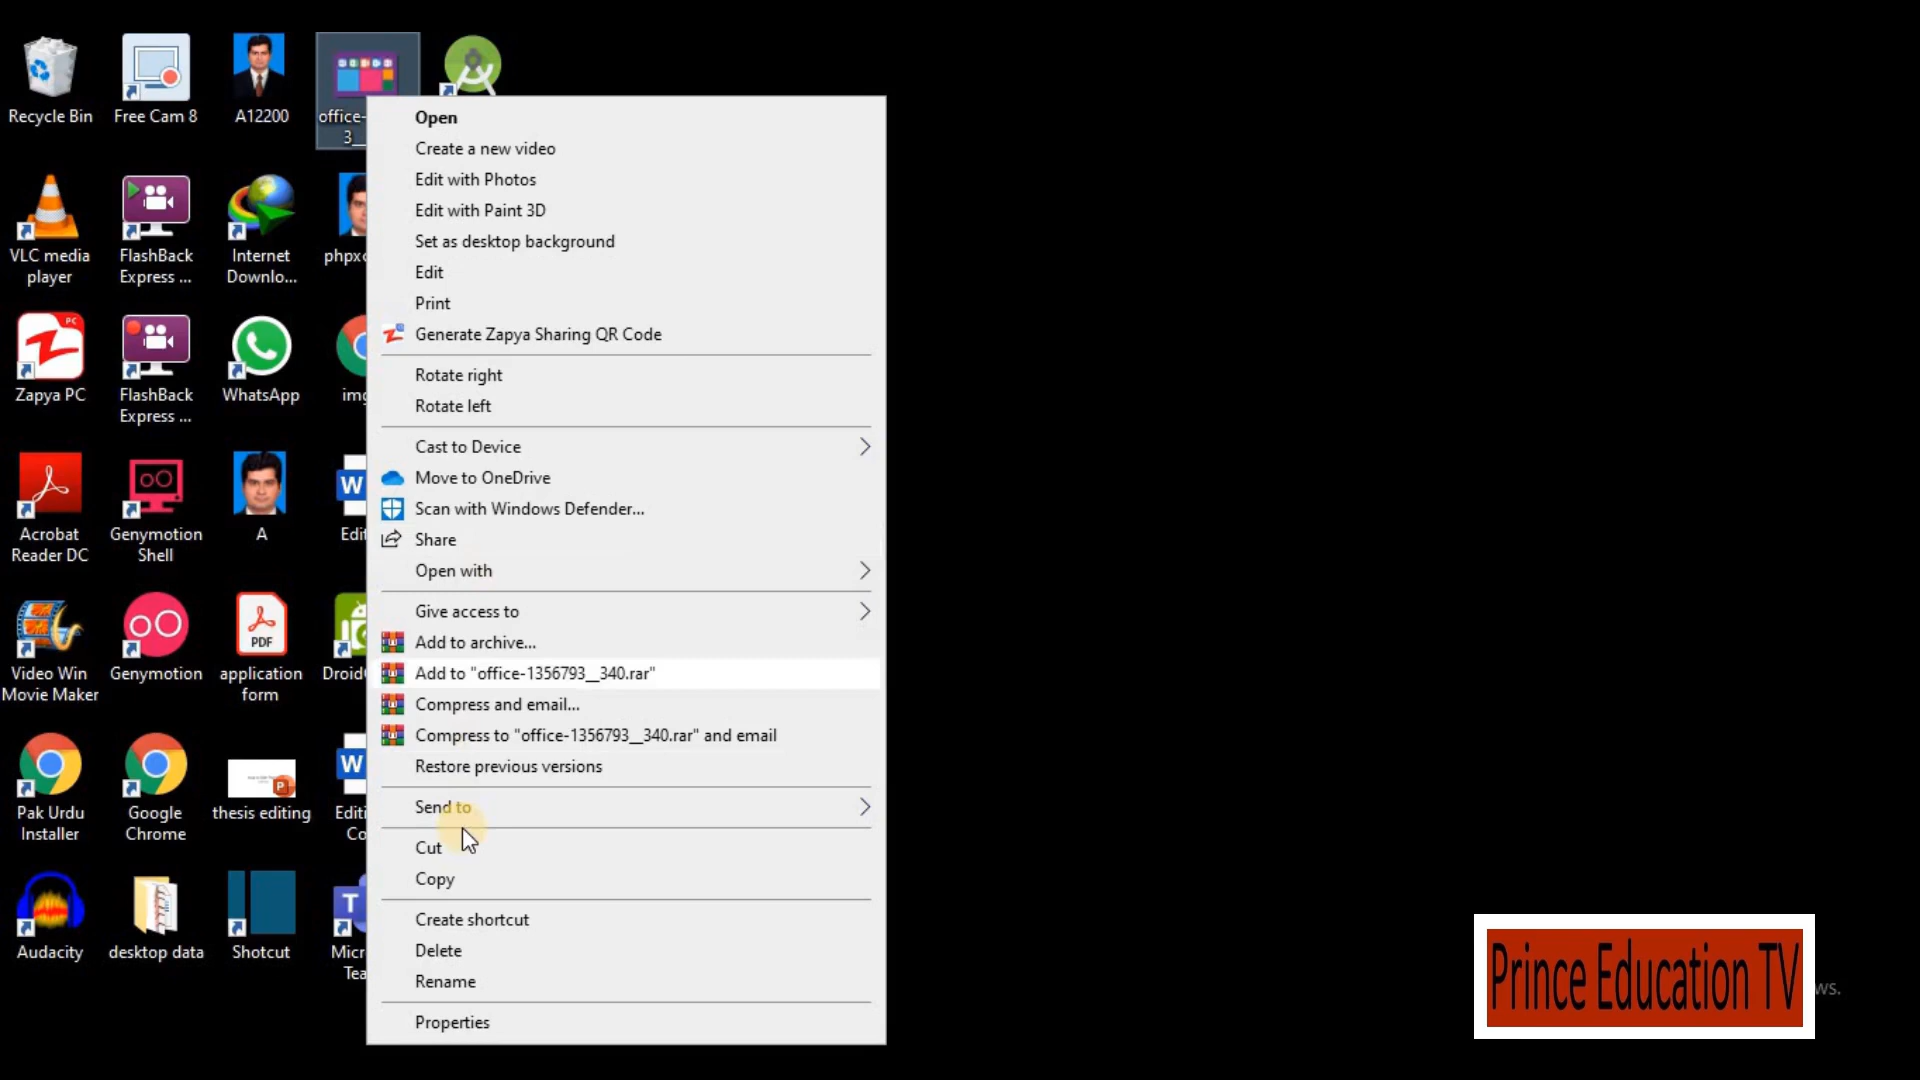 Recycle Bin
Free Cam 8
A12200
office-
3__
VLC media
player
FlashBack
Express ...
Internet
Downlo...
phpx
Zapya PC
FlashBack
Express ...
WhatsApp
img
Acrobat
Reader DC
Genymotion
Shell
A
Edit
Video Win
Movie Maker
Genymotion
PDF
application
form
Droid
Pak Urdu
Installer
Google
Chrome
thesis editing
Editi
Co
Audacity
desktop data
Shotcut
Micr
Tea
Open
Create a new video
Edit with Photos
Edit with Paint 3D
Set as desktop background
Edit
Print
Generate Zapya Sharing QR Code
Rotate right
Rotate left
Cast to Device
Move to OneDrive
Scan with Windows Defender...
Share
Open with
Give access to
Add to archive...
Add to "office-1356793__340.rar"
Compress and email...
Compress to "office-1356793__340.rar" and email
Restore previous versions
Send to
Cut
Copy
Create shortcut
Delete
Rename
Properties
Prince Education TV
ws.